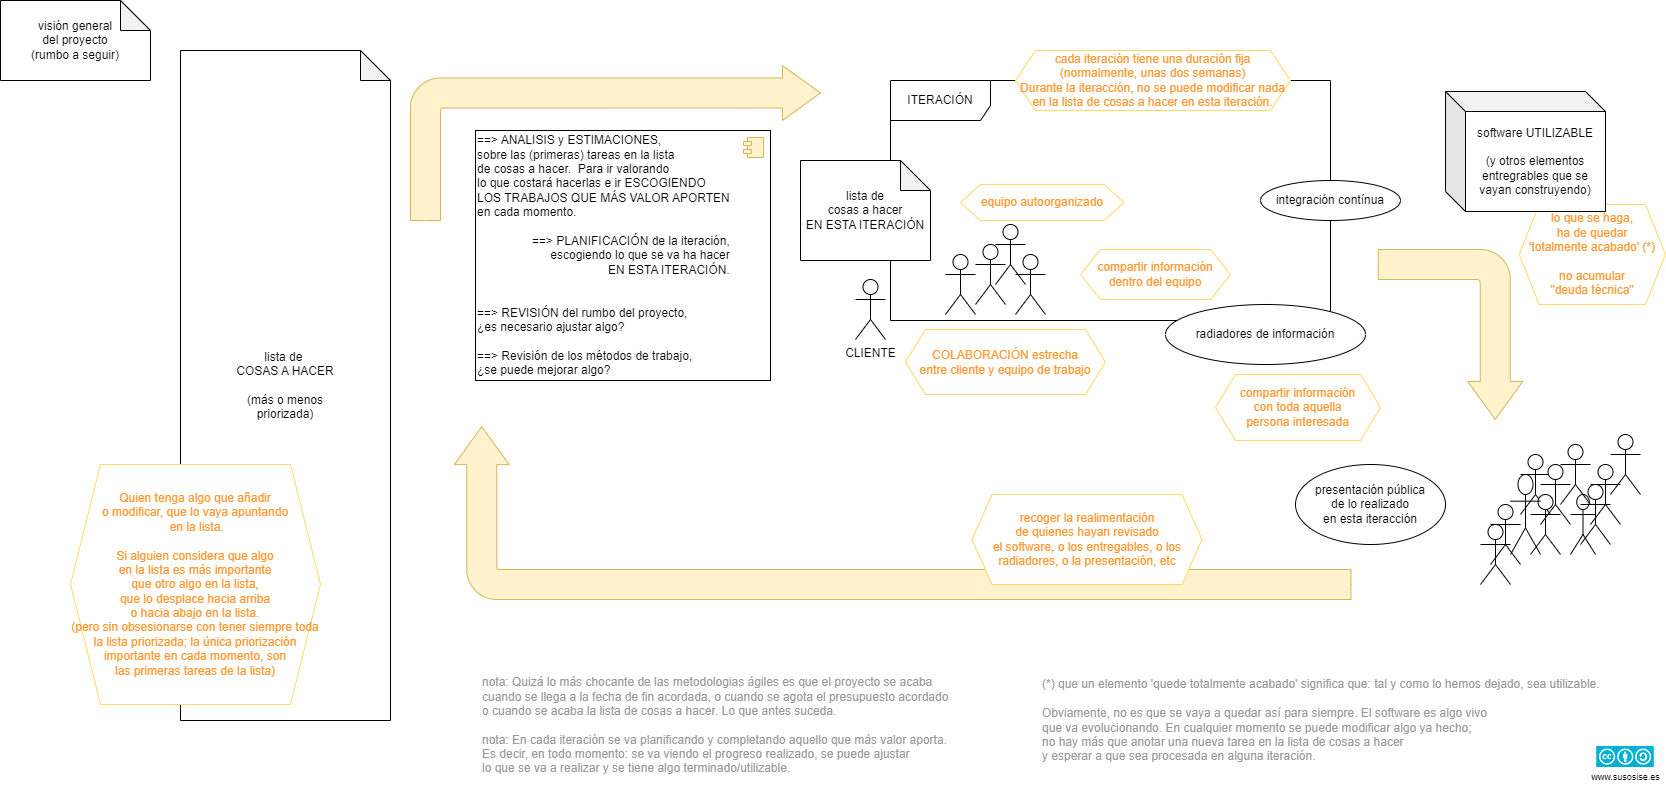 visión general
del proyecto
(rumbo a seguir)
lista de
COSAS A HACER
(más o menos
priorizada)
Quien tenga algo que añadir
o modificar, que lo vaya apuntando
en la lista.
Si alguien considera que algo
en la lista es más importante
que otro algo en la lista,
que lo desplace hacia arriba
o hacia abajo en la lista.
(pero sin obsesionarse con tener siempre toda
la lista priorizada; la única priorización
importante en cada momento, son
las primeras tareas de la lista)
==> ANALISIS y ESTIMACIONES,
sobre las (primeras) tareas en la lista
de cosas a hacer. Para ir valorando
lo que costará hacerlas e ir ESCOGIENDO
LOS TRABAJOS QUE MÁS VALOR APORTEN
en cada momento.
==> PLANIFICACIÓN de la iteración,
escogiendo lo que se va ha hacer
EN ESTA ITERACIÓN.
==> REVISIÓN del rumbo del proyecto,
¿es necesario ajustar algo?
==> Revisión de los métodos de trabajo,
¿se puede mejorar algo?
ITERACIÓN
cada iteración tiene una duración fija
(normalmente, unas dos semanas)
Durante la iteracción, no se puede modificar nada
en la lista de cosas a hacer en esta iteración.
lista de
cosas a hacer
EN ESTA ITERACIÓN
equipo autoorganizado
compartir información
dentro del equipo
CLIENTE
COLABORACIÓN estrecha
entre cliente y equipo de trabajo
integración contínua
radiadores de información
compartir información
con toda aquella
persona interesada
software UTILIZABLE
(y otros elementos
entregrables que se
vayan construyendo)
lo que se haga,
ha de quedar
'totalmente acabado' (*)
no acumular
"deuda técnica"
presentación pública
de lo realizado
en esta iteracción
recoger la realimentación
de quienes hayan revisado
el software, o los entregables, o los
radiadores, o la presentación, etc
nota: Quizá lo más chocante de las metodologias ágiles es que el proyecto se acaba
cuando se llega a la fecha de fin acordada, o cuando se agota el presupuesto acordado
o cuando se acaba la lista de cosas a hacer. Lo que antes suceda.
nota: En cada iteración se va planificando y completando aquello que más valor aporta.
Es decir, en todo momento: se va viendo el progreso realizado, se puede ajustar
lo que se va a realizar y se tiene algo terminado/utilizable.
(*) que un elemento 'quede totalmente acabado' significa que: tal y como lo hemos dejado, sea utilizable.
Obviamente, no es que se vaya a quedar así para siempre. El software es algo vivo
que va evolucionando. En cualquier momento se puede modificar algo ya hecho;
no hay más que anotar una nueva tarea en la lista de cosas a hacer
y esperar a que sea procesada en alguna iteración.
cc
www.susosise.es